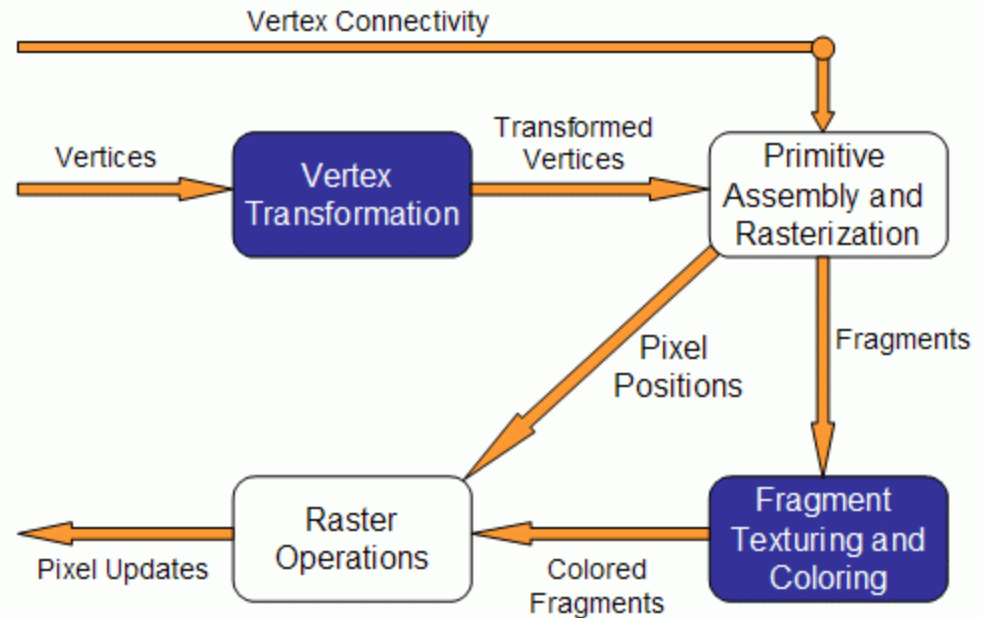 Vertex Connectivity
Vertices
Vertex
Transformation
Transformed
Vertices
Primitive
Assembly and
Rasterization
Pixel
Positions
Fragments
Fragment
Texturing and
Coloring
Colored
Fragments
Raster
Operations
Pixel Updates